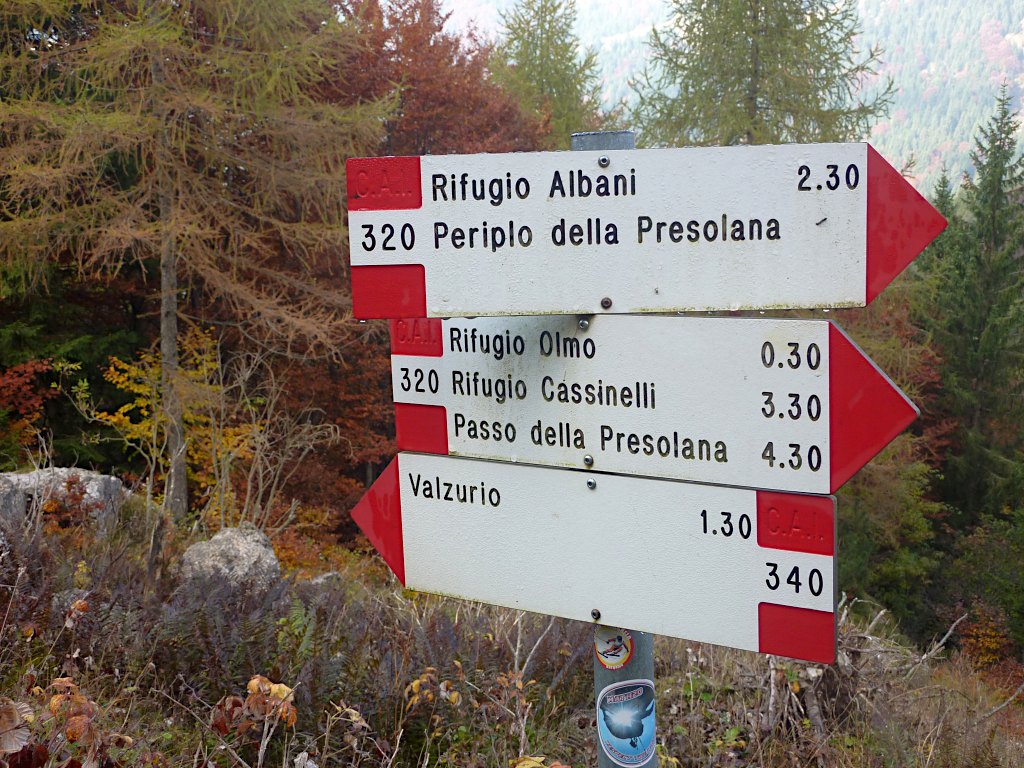 C.A.I. Rifugio Albani 2.30
320 Periplo della Presolana
C.A.I. Rifugio Olmo 0.30
320 Rifugio Cassinelli 3.30
Passo della Presolana 4.30
Valzurio 1.30 C.A.I.
340